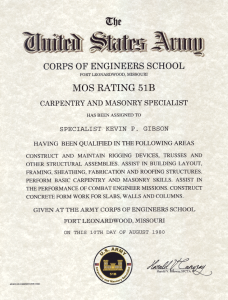 The
United States Army
CORPS OF ENGINEERS SCHOOL
FORT LEONARDWOOD, MISSOURI
MOS RATING 51B
CARPENTRY AND MASONRY SPECIALIST
HAS BEEN ASSIGNED TO
SPECIALIST KEVIN P. GIBSON
HAVING BEEN QUALIFIED IN THE FOLLOWING AREAS
CONSTRUCT AND MAINTAIN RIGGING DEVICES, TRUSSES AND
OTHER STRUCTURAL ASSEMBLIES. ASSIST IN BUILDING LAYOUT,
FRAMING, SHEATHING, FABRICATION AND ROOFING STRUCTURES.
PERFORM BASIC CARPENTRY AND MASONRY SKILLS. ASSIST IN
THE PERFORMANCE OF COMBAT ENGINEER MISSIONS. CONSTRUCT
CONCRETE FORM WORK FOR SLABS, WALLS AND COLUMNS.
GIVEN AT THE ARMY CORPS OF ENGINEERS SCHOOL
FORT LEONARDWOOD, MISSOURI
ON THIS 14TH DAY OF AUGUST 1980
U.S. ARMY